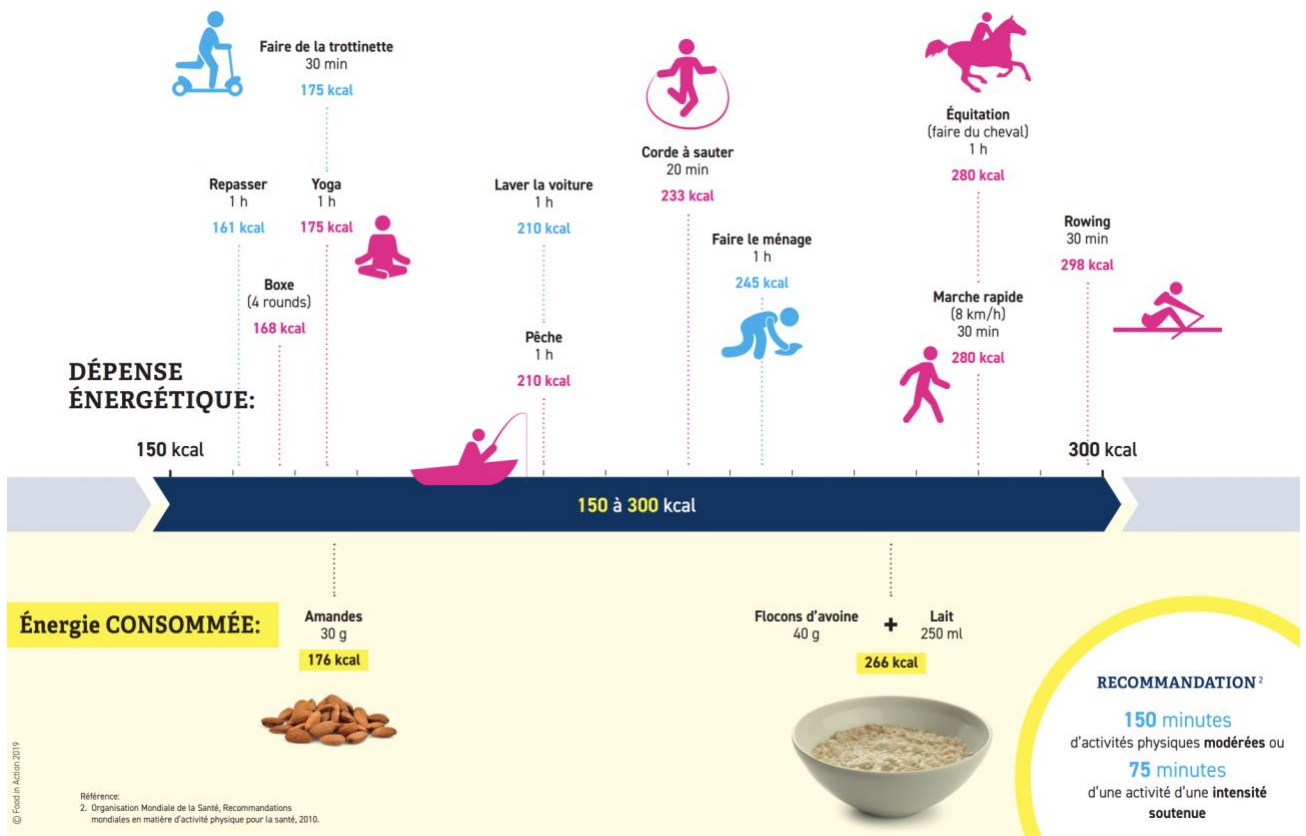 Faire de la trottinette
30 min
175 kcal
Repasser
1 h
161 kcal
Yoga
1 h
175 kcal
Boxe
(4 rounds)
168 kcal
Laver la voiture
1 h
210 kcal
Pêche
1 h
210 kcal
Corde à sauter
20 min
233 kcal
Faire le ménage
1 h
245 kcal
Équitation
(faire du cheval)
1 h
280 kcal
Marche rapide
(8 km/h)
30 min
280 kcal
Rowing
30 min
298 kcal
DÉPENSE
ÉNERGÉTIQUE:
150 kcal
300 kcal
150 à 300 kcal
Énergie CONSOMMÉE:
Amandes
30 g
176 kcal
Flocons d'avoine
40 g
+
Lait
250 ml
266 kcal
RECOMMANDATION 2
150 minutes
d'activités physiques modérées ou
75 minutes
d'une activité d'une intensité
soutenue
Référence:
2. Organisation Mondiale de la Santé, Recommandations
mondiales en matière d'activité physique pour la santé, 2010.
© Food in Action 2019